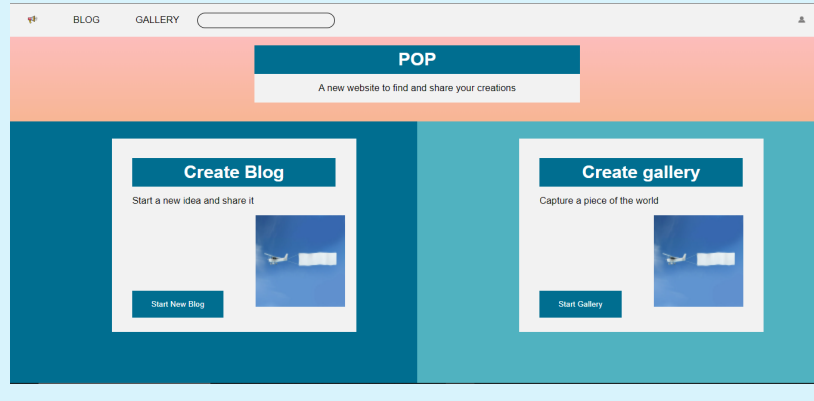 BLOG GALLERY
POP
A new website to find and share your creations
Create Blog
Start a new idea and share it
Start New Blog
Create gallery
Capture a piece of the world
Start Gallery